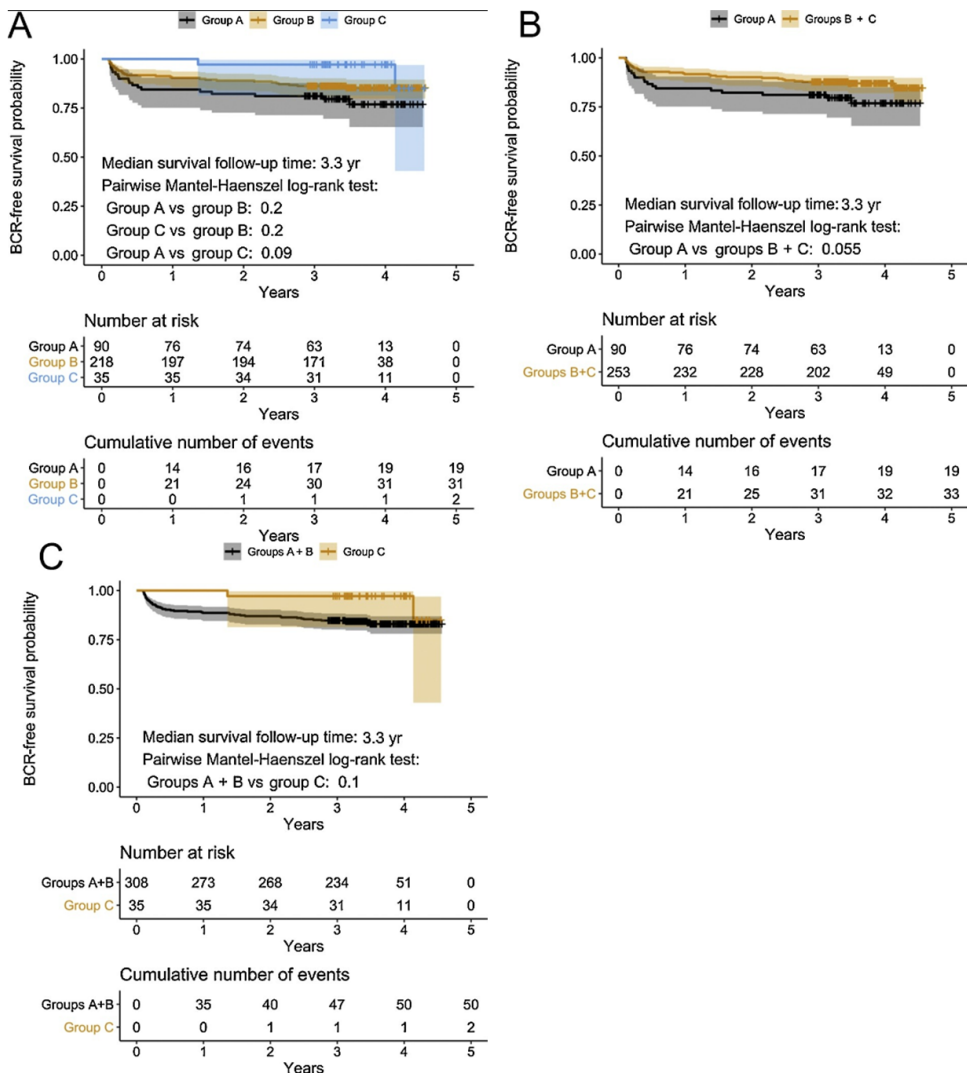 A
Group A Group B Group C
BCR-free survival probability
1.00
0.75
0.50
0.25
0.00
Median survival follow-up time: 3.3 yr
Pairwise Mantel-Haenszel log-rank test:
Group A vs group B: 0.2
Group C vs group B: 0.2
Group A vs group C: 0.09
0 1 2 3 4 5
Years
Number at risk
Group A 90 76 74 63 13 0
Group B 218 197 194 171 38 0
Group C 35 35 34 31 11 0
0 1 2 3 4 5
Years
Cumulative number of events
Group A 0 14 16 17 19 19
Group B 0 21 24 30 31 31
Group C 0 0 1 1 1 2
0 1 2 3 4 5
Years
B
Group A Groups B + C
BCR-free survival probability
1.00
0.75
0.50
0.25
0.00
Median survival follow-up time: 3.3 yr
Pairwise Mantel-Haenszel log-rank test:
Group A vs groups B + C: 0.055
0 1 2 3 4 5
Years
Number at risk
Group A 90 76 74 63 13 0
Groups B+C 253 232 228 202 49 0
0 1 2 3 4 5
Years
Cumulative number of events
Group A 0 14 16 17 19 19
Groups B+C 0 21 25 31 32 33
0 1 2 3 4 5
Years
C
Groups A + B Group C
BCR-free survival probability
1.00
0.75
0.50
0.25
0.00
Median survival follow-up time: 3.3 yr
Pairwise Mantel-Haenszel log-rank test:
Groups A + B vs group C: 0.1
0 1 2 3 4 5
Years
Number at risk
Groups A+B 308 273 268 234 51 0
Group C 35 35 34 31 11 0
0 1 2 3 4 5
Years
Cumulative number of events
Groups A+B 0 35 40 47 50 50
Group C 0 0 1 1 1 2
0 1 2 3 4 5
Years